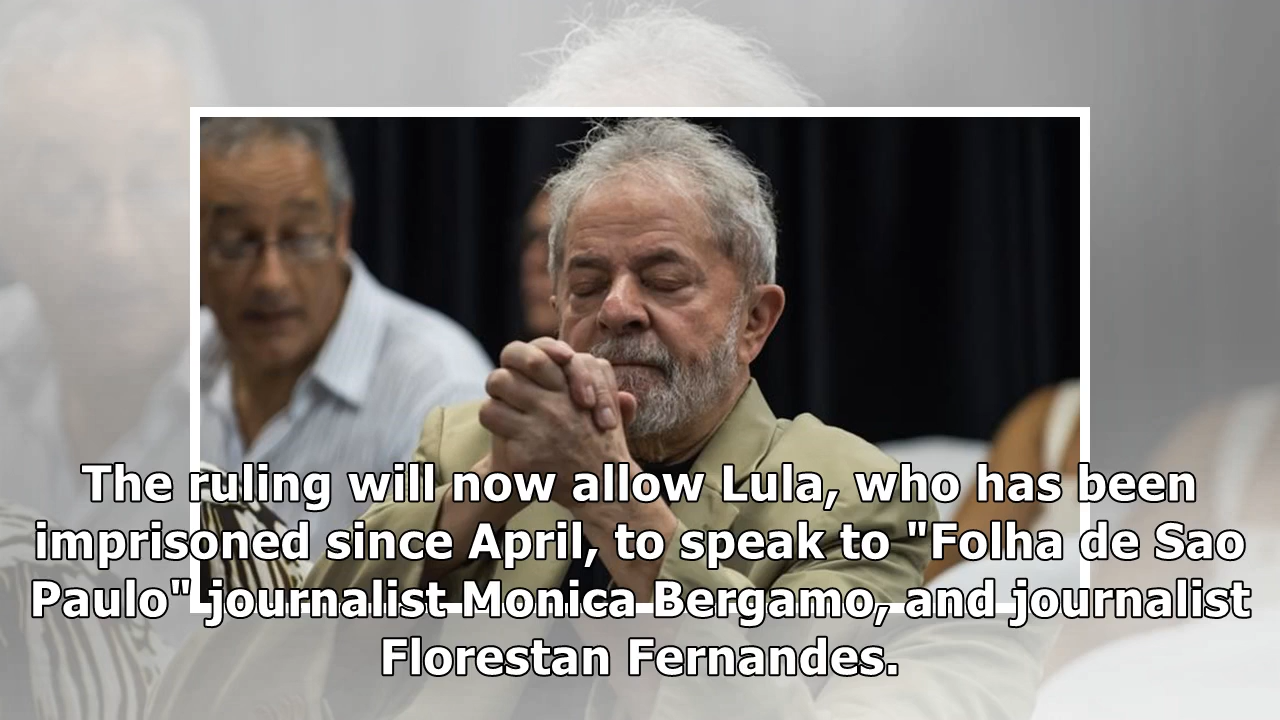 The ruling will now allow Lula, who has been
imprisoned since April, to speak to "Folha de Sao
Paulo" journalist Monica Bergamo, and journalist
Florestan Fernandes.